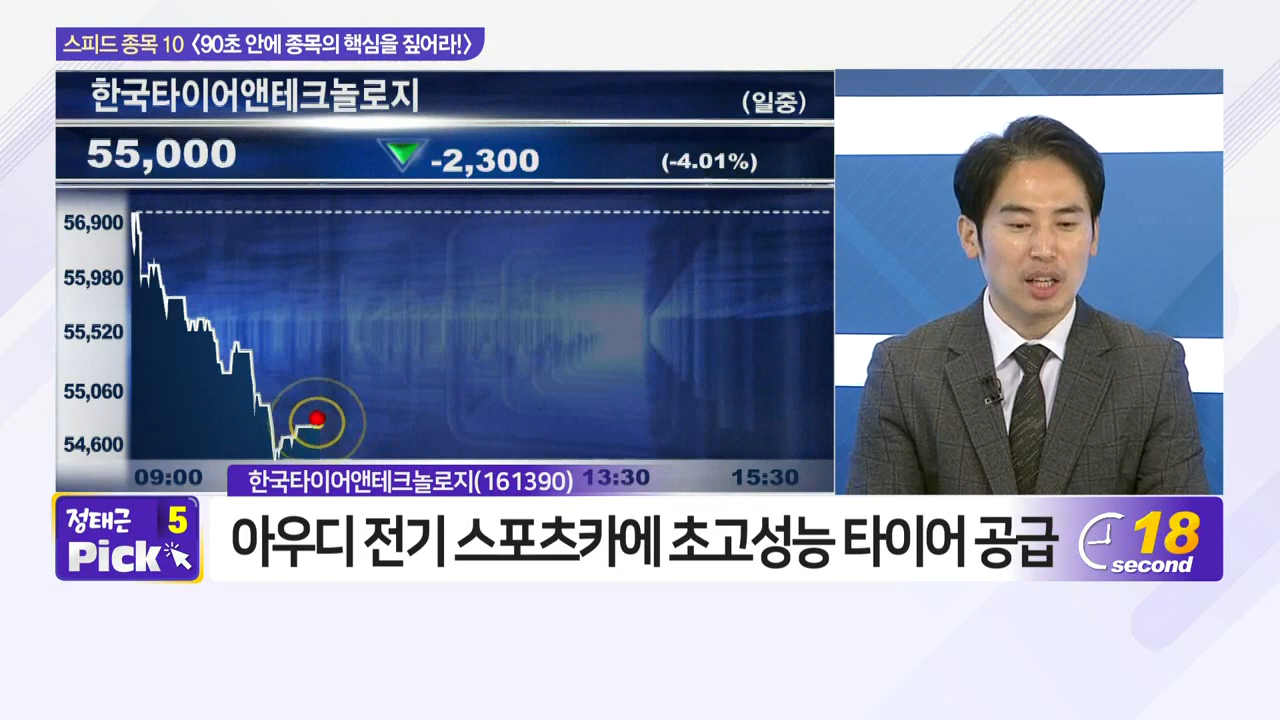 스피드 종목 10 〈90초 안에 종목의 핵심을 짚어라!〉
한국타이어앤테크놀로지
(일중)
55,000
-2,300
(-4.01%)
56,900
55,980
55,520
55,060
54,600
09:00
13:30
15:30
한국타이어앤테크놀로지(161390)
정태근 5
Pick
아우디 전기 스포츠카에 초고성능 타이어 공급
18
second